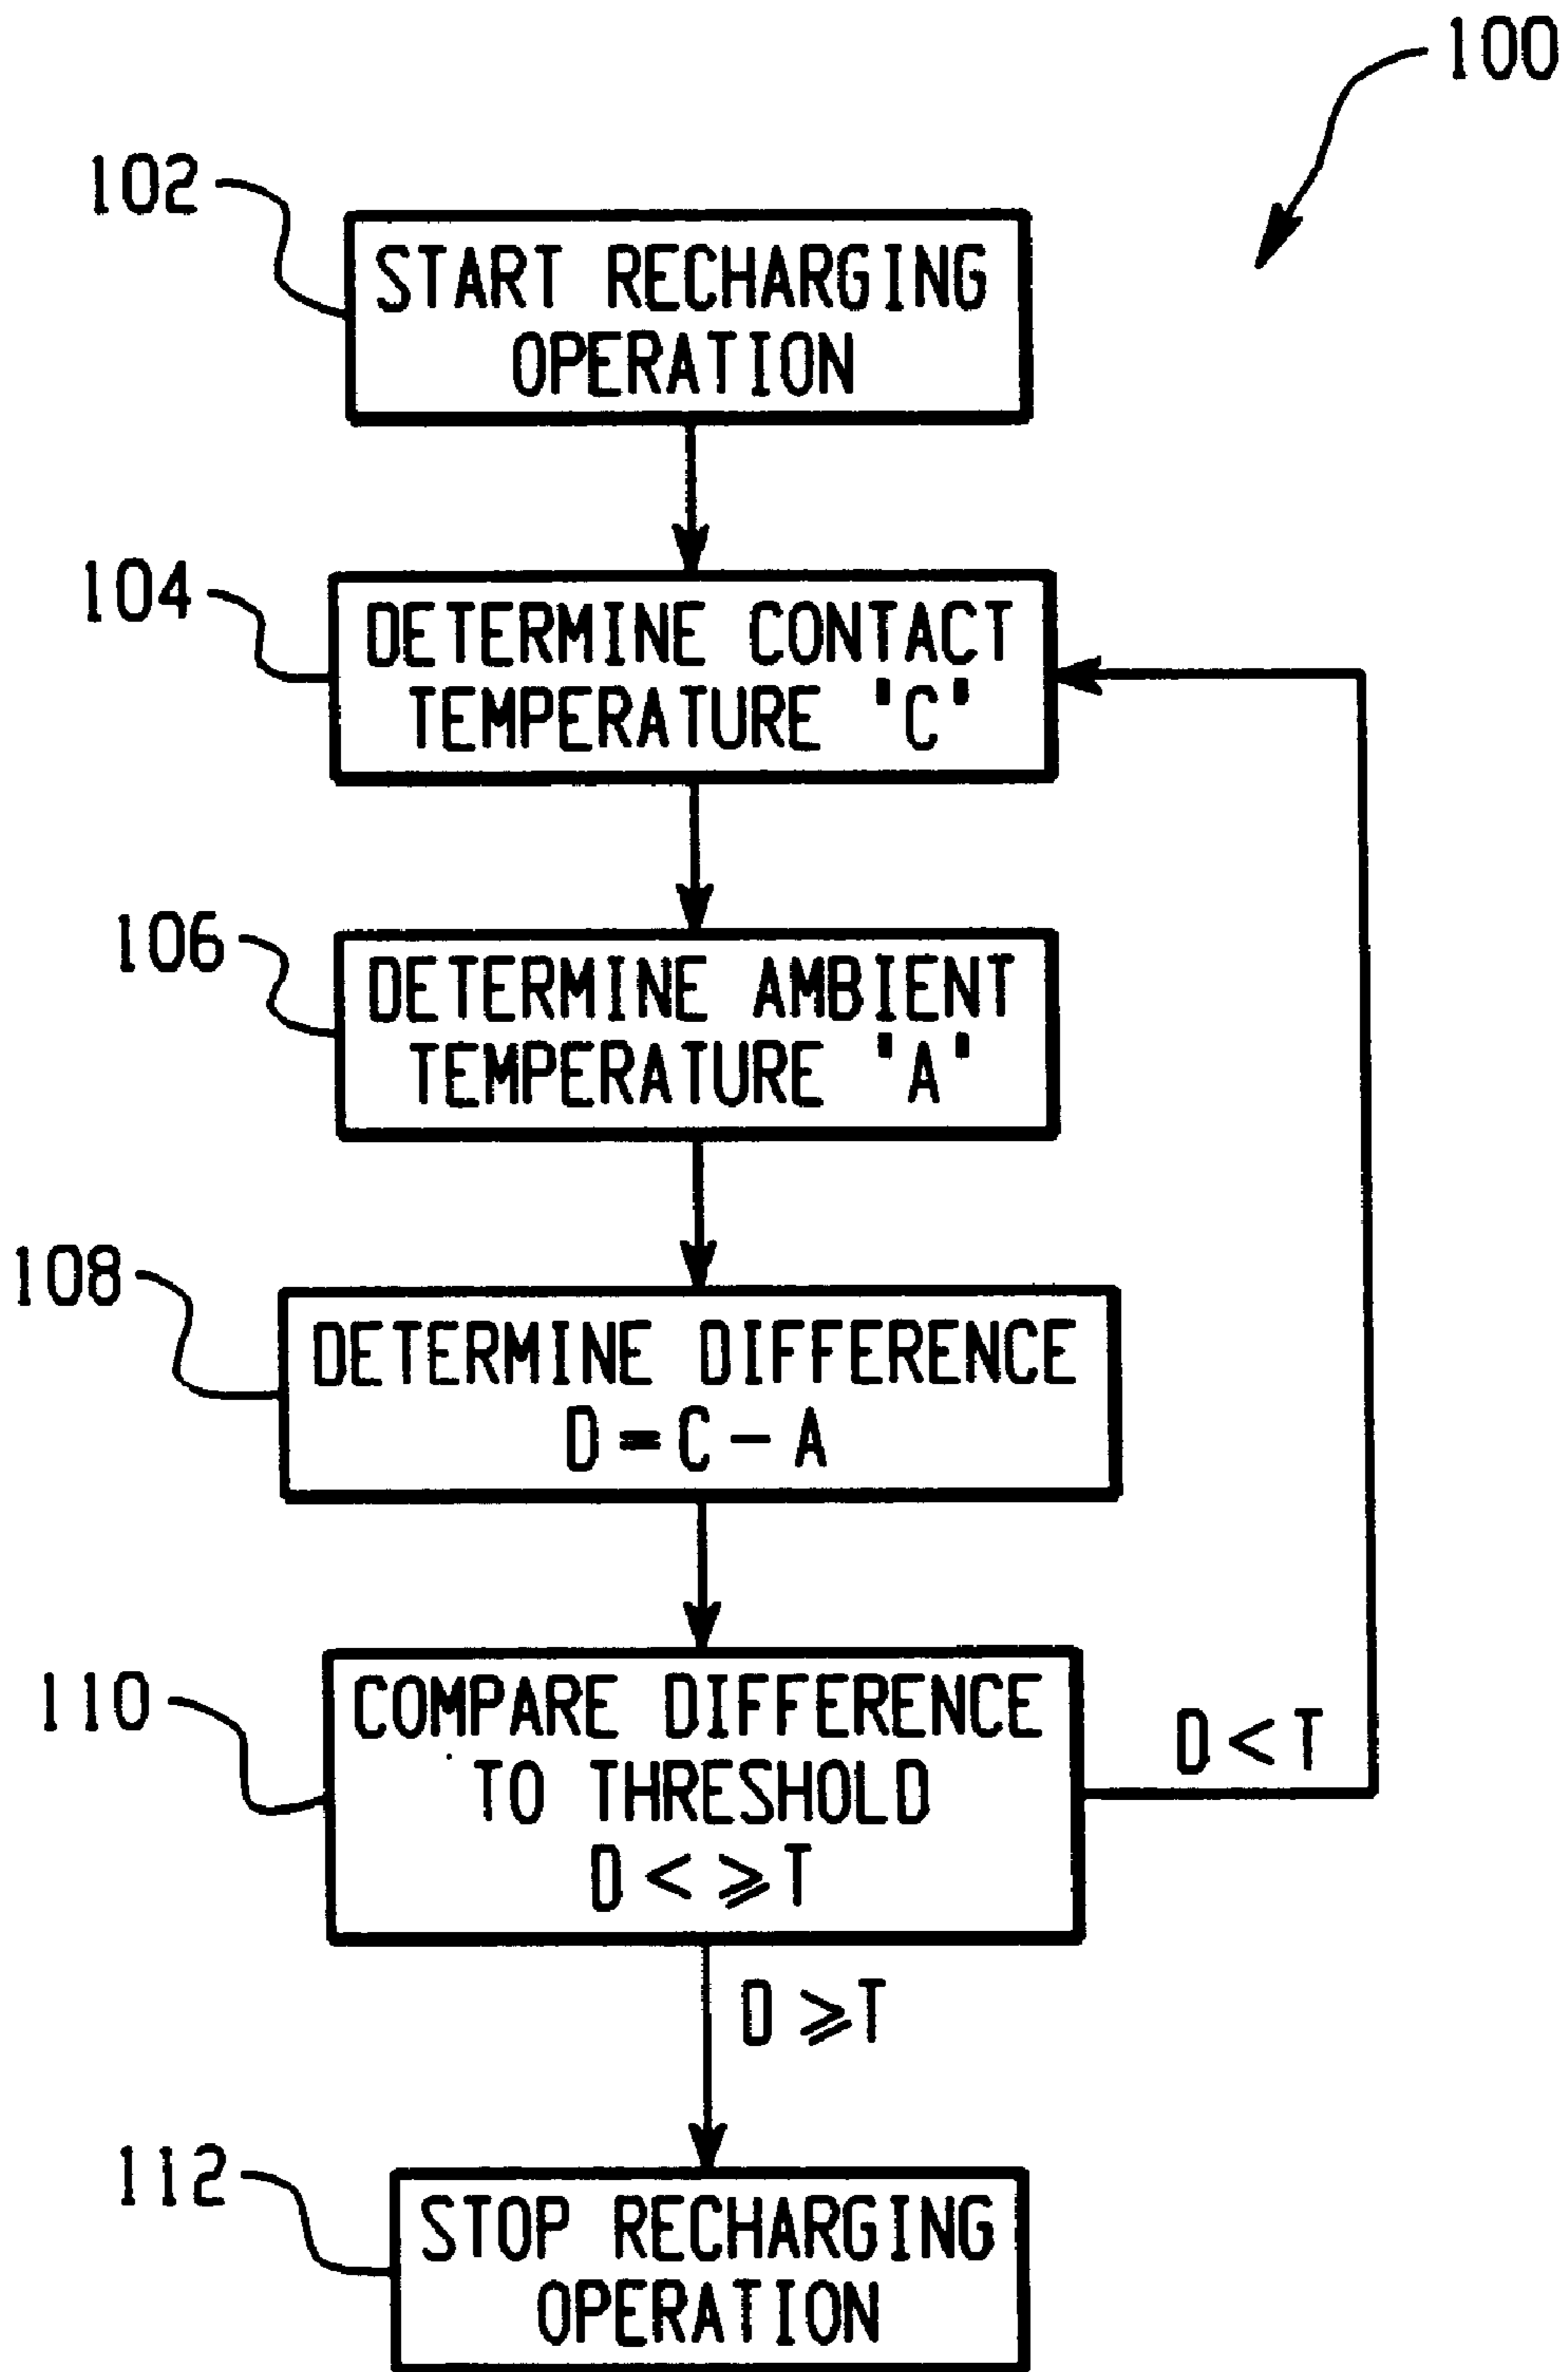 100
102
START RECHARGING
OPERATION
104
DETERMINE CONTACT
TEMPERATURE "C"
106
DETERMINE AMBIENT
TEMPERATURE "A"
108
DETERMINE DIFFERENCE
D = C - A
110
COMPARE DIFFERENCE
TO THRESHOLD
D < ⩾ T
D < T
D ⩾ T
112
STOP RECHARGING
OPERATION